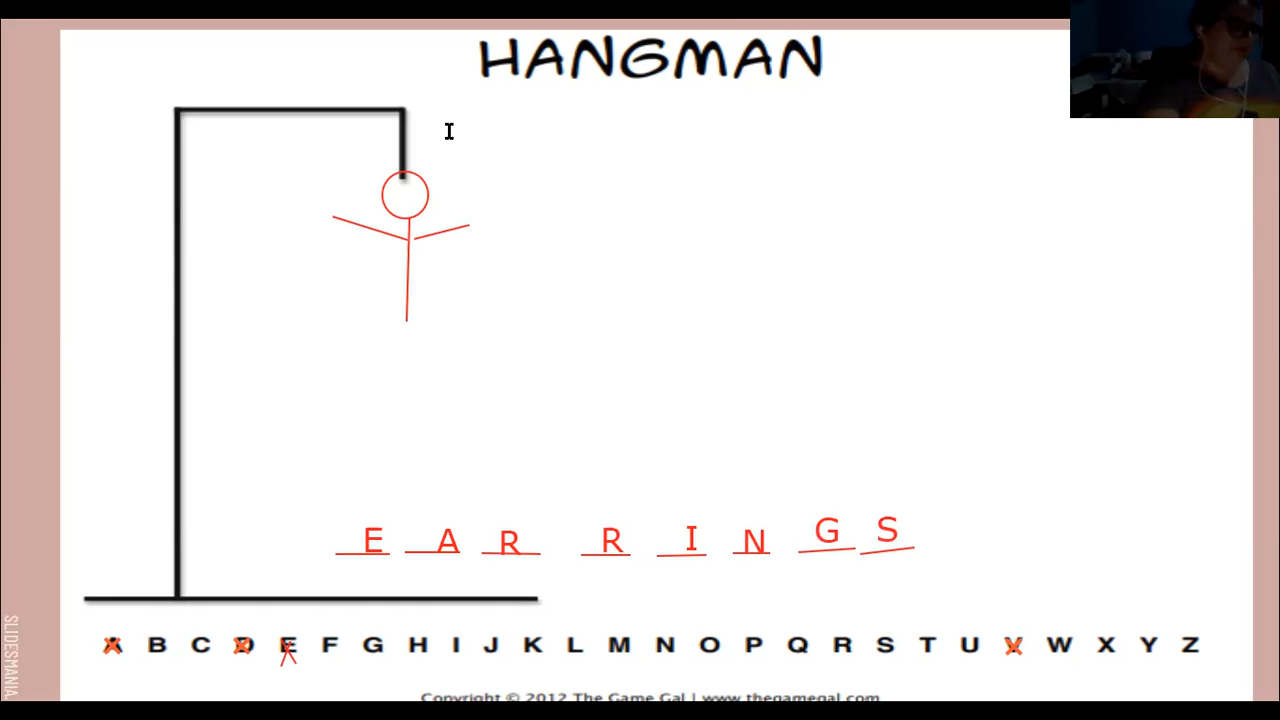 HANGMAN
E A R R I N G S
A B C D E F G H I J K L M N O P Q R S T U V W X Y Z
Copyright © 2012 The Game Gal | www.thegamegal.com
SLIDESMANIA.